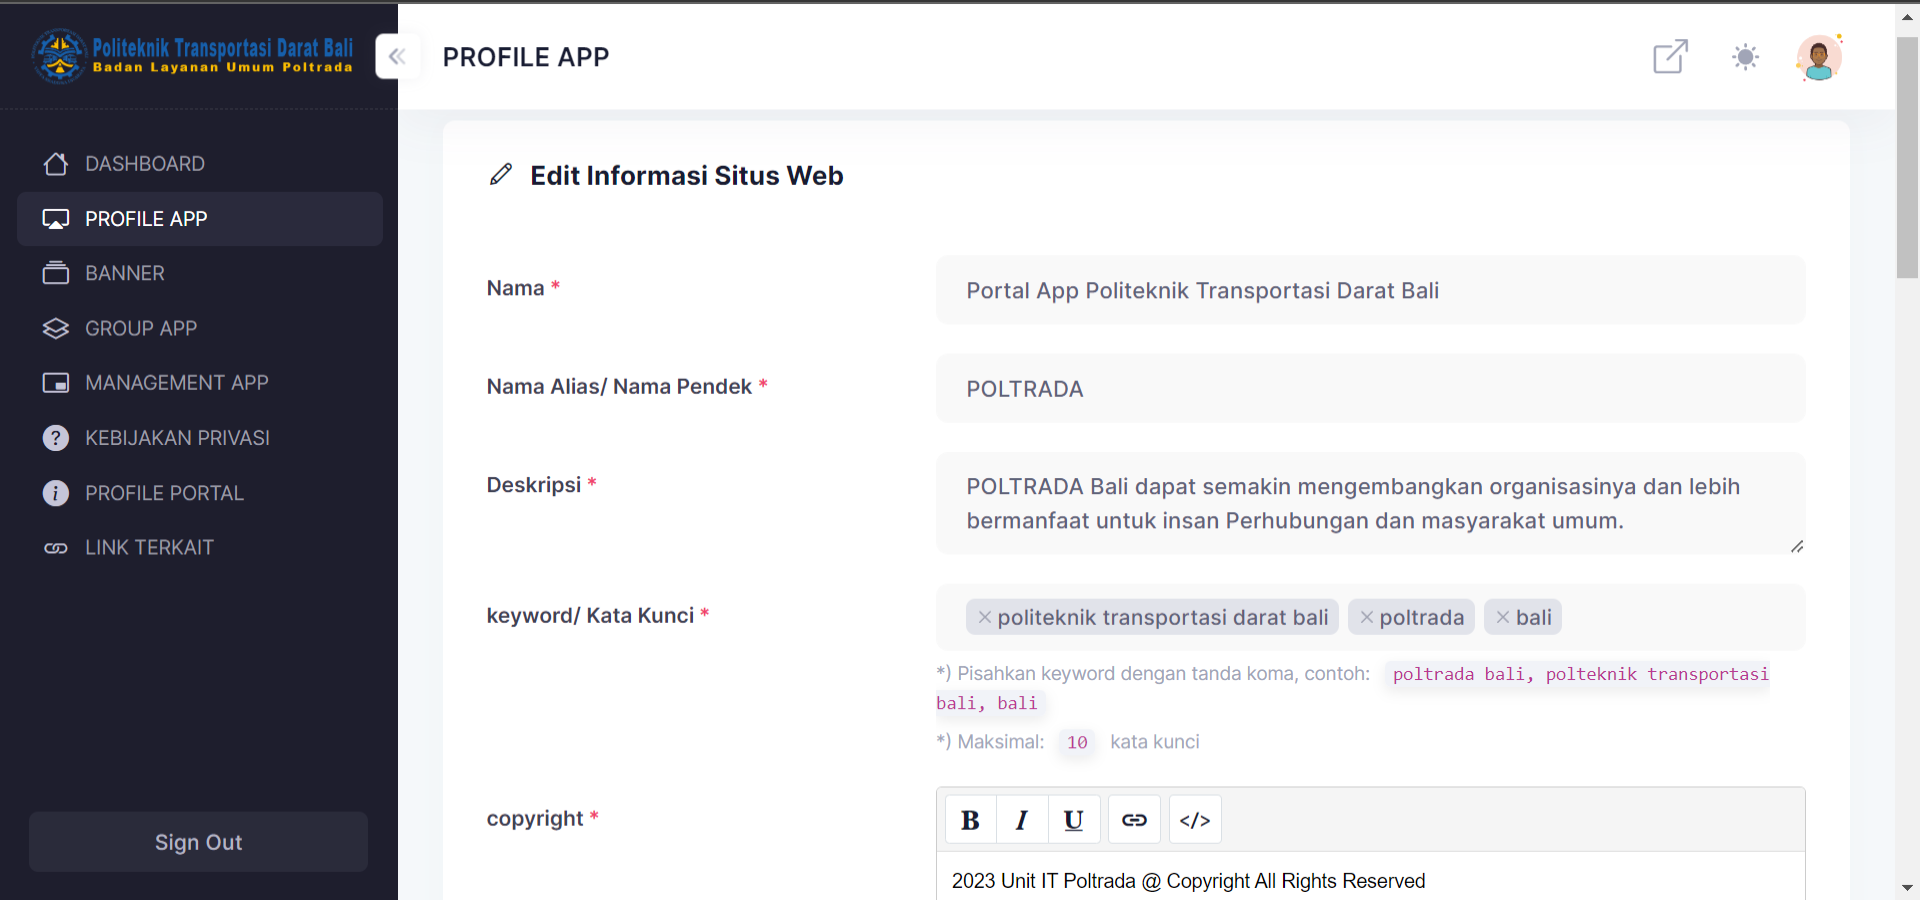 Politeknik Transportasi Darat Bali
Badan Layanan Umum Poltrada
PROFILE APP
DASHBOARD
PROFILE APP
BANNER
GROUP APP
MANAGEMENT APP
KEBIJAKAN PRIVASI
PROFILE PORTAL
LINK TERKAIT
Sign Out
Edit Informasi Situs Web
Nama *
Portal App Politeknik Transportasi Darat Bali
Nama Alias/ Nama Pendek *
POLTRADA
Deskripsi *
POLTRADA Bali dapat semakin mengembangkan organisasinya dan lebih
bermanfaat untuk insan Perhubungan dan masyarakat umum.
keyword/ Kata Kunci *
× politeknik transportasi darat bali × poltrada × bali
*) Pisahkan keyword dengan tanda koma, contoh: poltrada bali, polteknik transportasi
bali, bali
*) Maksimal: 10 kata kunci
copyright *
B I U </>
2023 Unit IT Poltrada @ Copyright All Rights Reserved